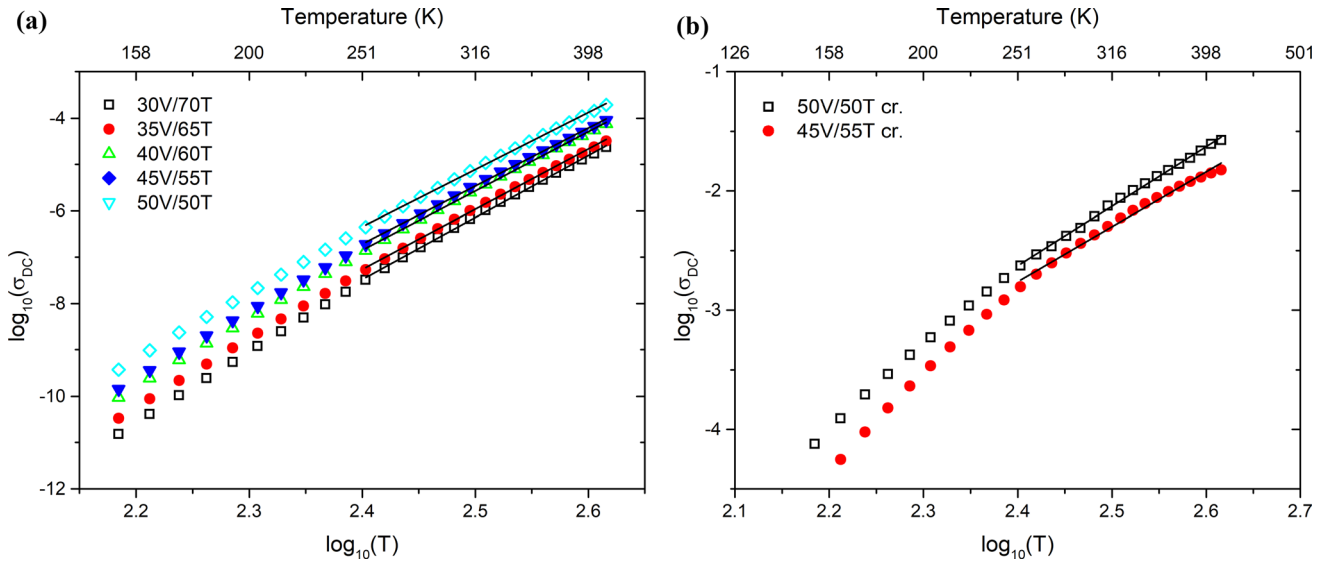 (a)
Temperature (K)
158 200 251 316 398
30V/70T
35V/65T
40V/60T
45V/55T
50V/50T
log₁₀(σ_DC)
-4
-6
-8
-10
-12
2.2 2.3 2.4 2.5 2.6
log₁₀(T)
(b)
Temperature (K)
126 158 200 251 316 398 501
50V/50T cr.
45V/55T cr.
log₁₀(σ_DC)
-1
-2
-3
-4
2.1 2.2 2.3 2.4 2.5 2.6 2.7
log₁₀(T)